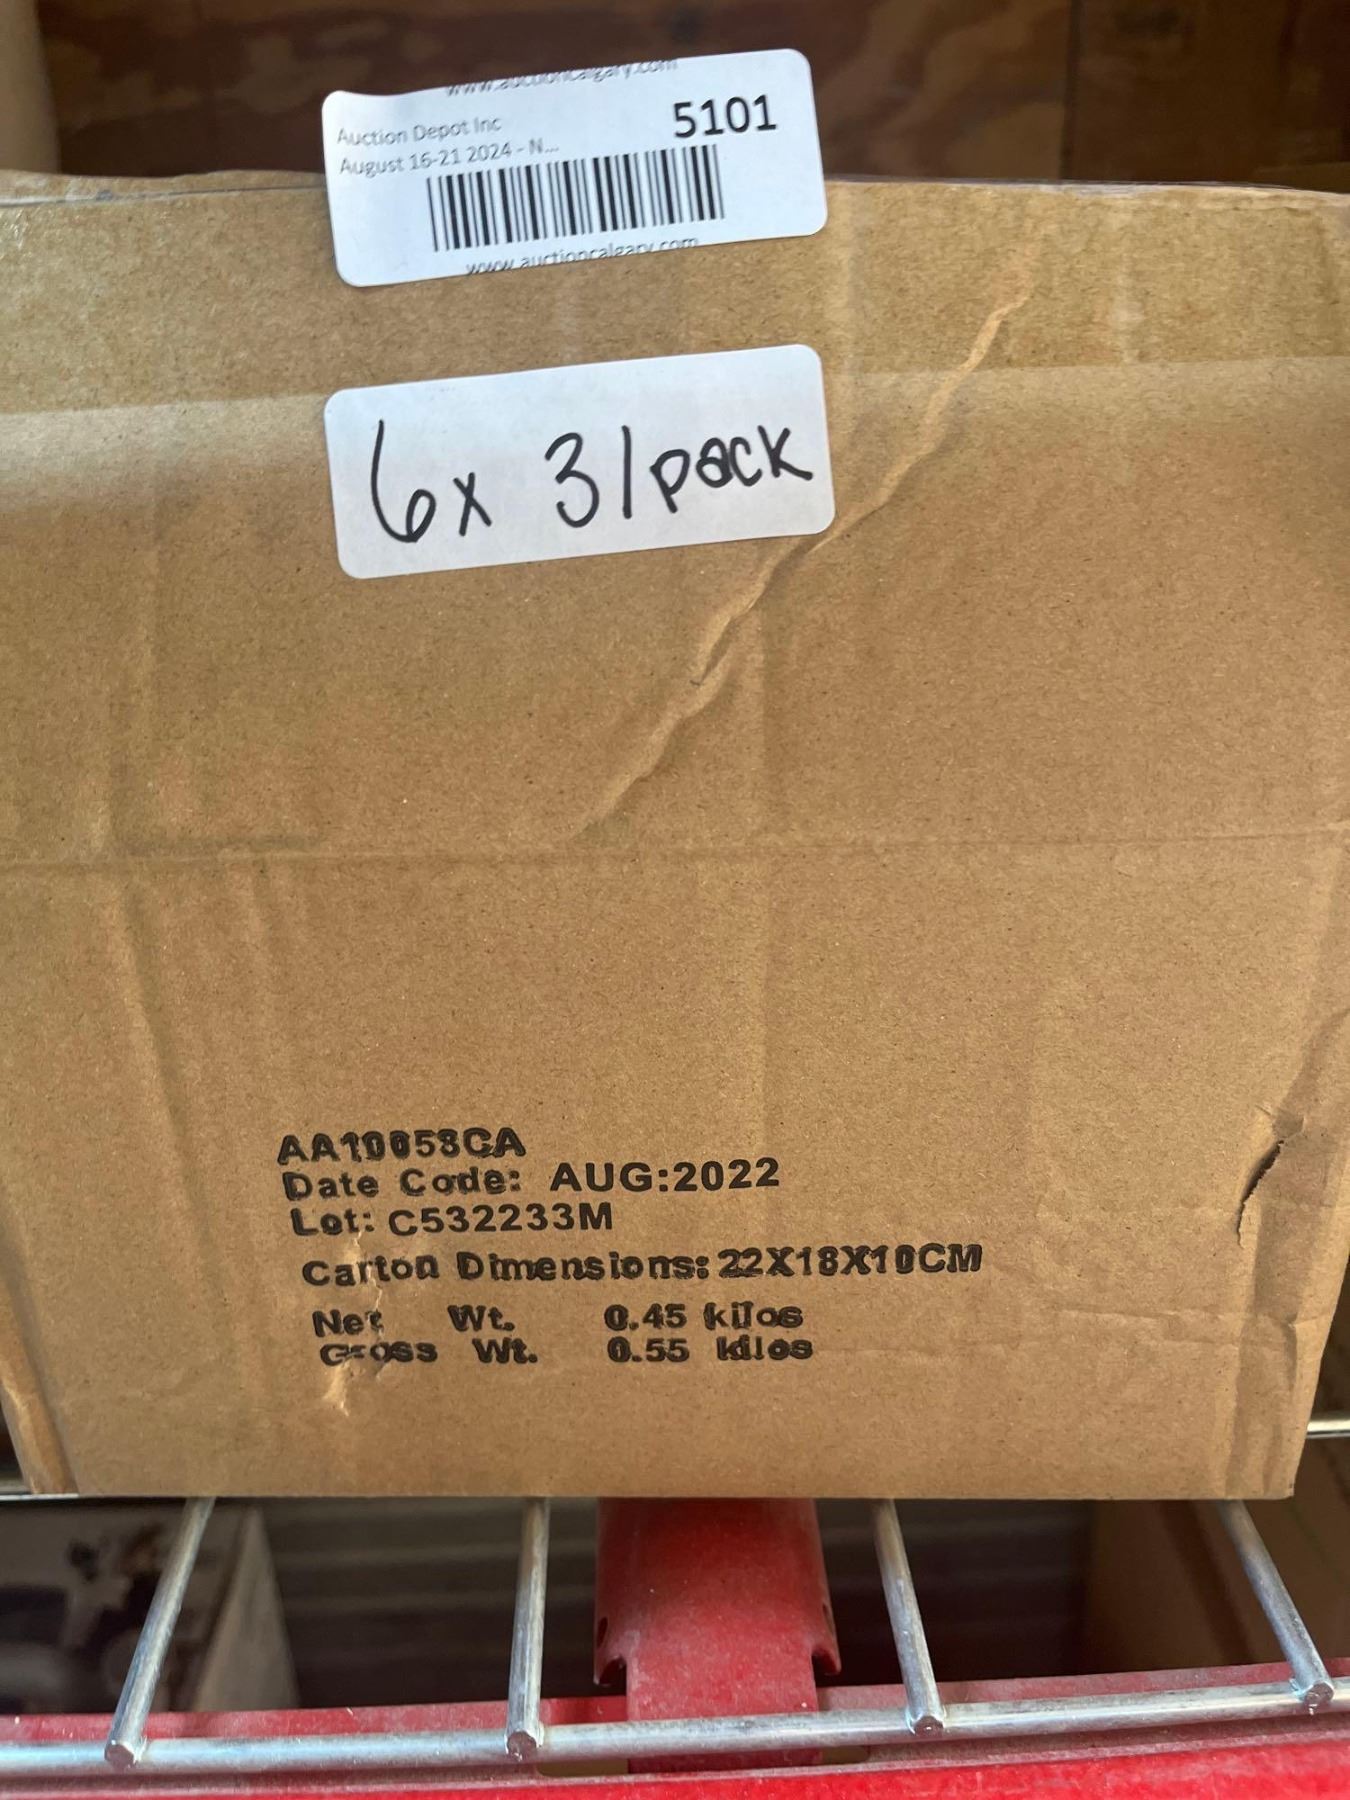 www.auctioncalgary.com
Auction Depot Inc
5101
August 16-21 2024 - N...
www.auctioncalgary.com
6x 3/pack
AA10058CA
Date Code: AUG:2022
Lot: C532233M
Carton Dimensions: 22X18X10CM
Net Wt. 0.45 kilos
Gross Wt. 0.55 kilos